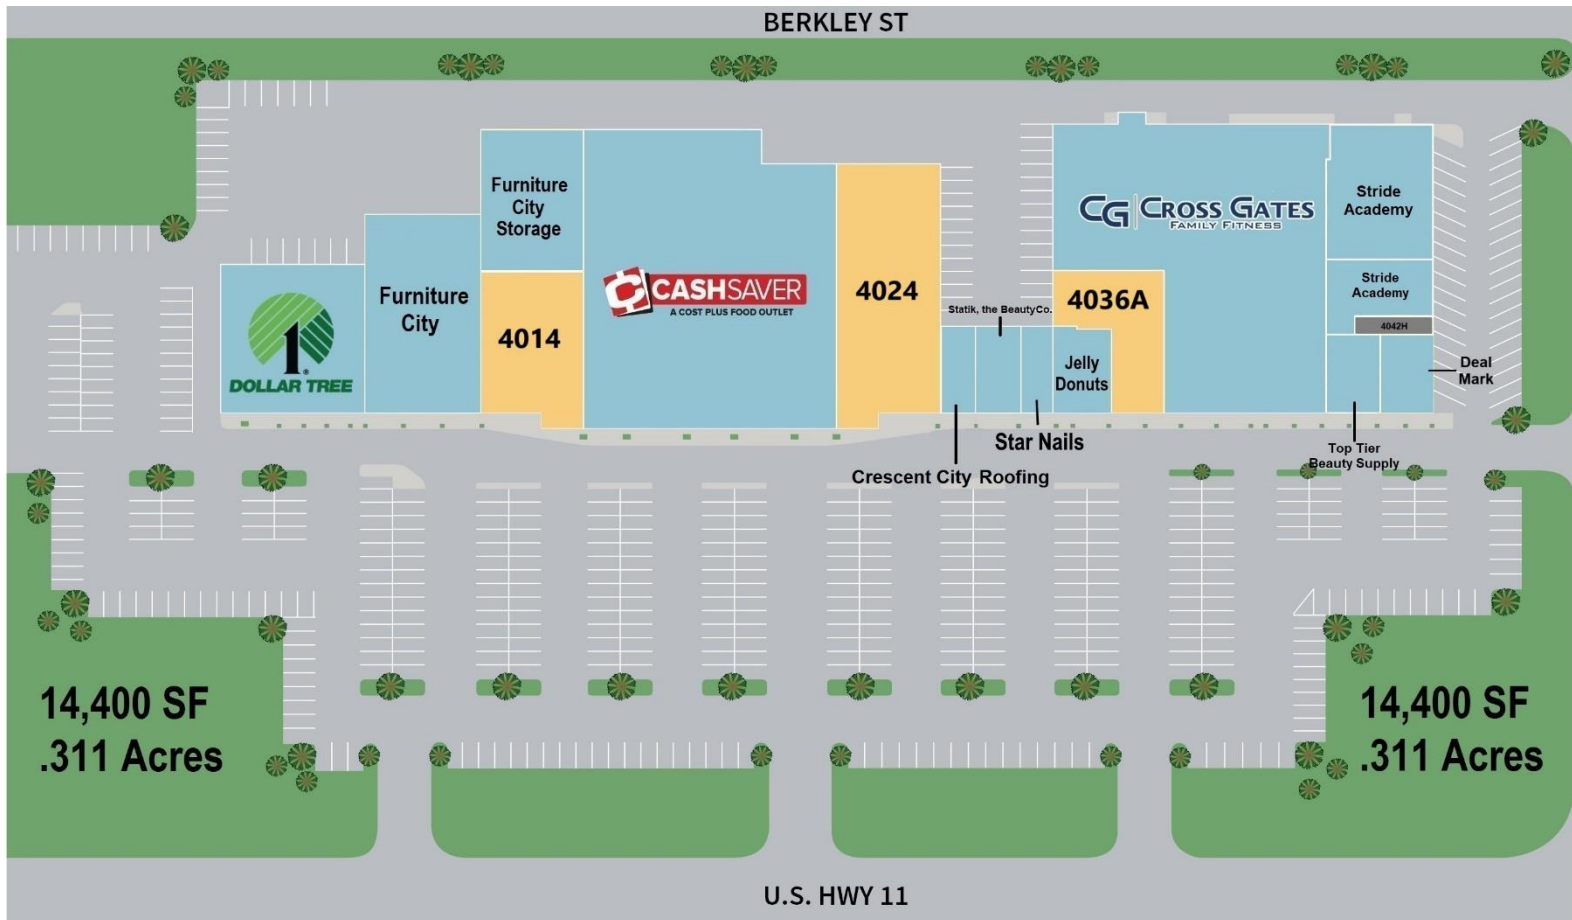 BERKLEY ST
Furniture
City
Storage
CG CROSS GATES
FAMILY FITNESS
Stride
Academy
Stride
Academy
4042H
1
DOLLAR TREE
Furniture
City
4014
CASHSAVER
A COST PLUS FOOD OUTLET
4024
Statik, the BeautyCo.
4036A
Jelly
Donuts
Deal
Mark
Star Nails
Crescent City Roofing
Top Tier
Beauty Supply
14,400 SF
.311 Acres
14,400 SF
.311 Acres
U.S. HWY 11